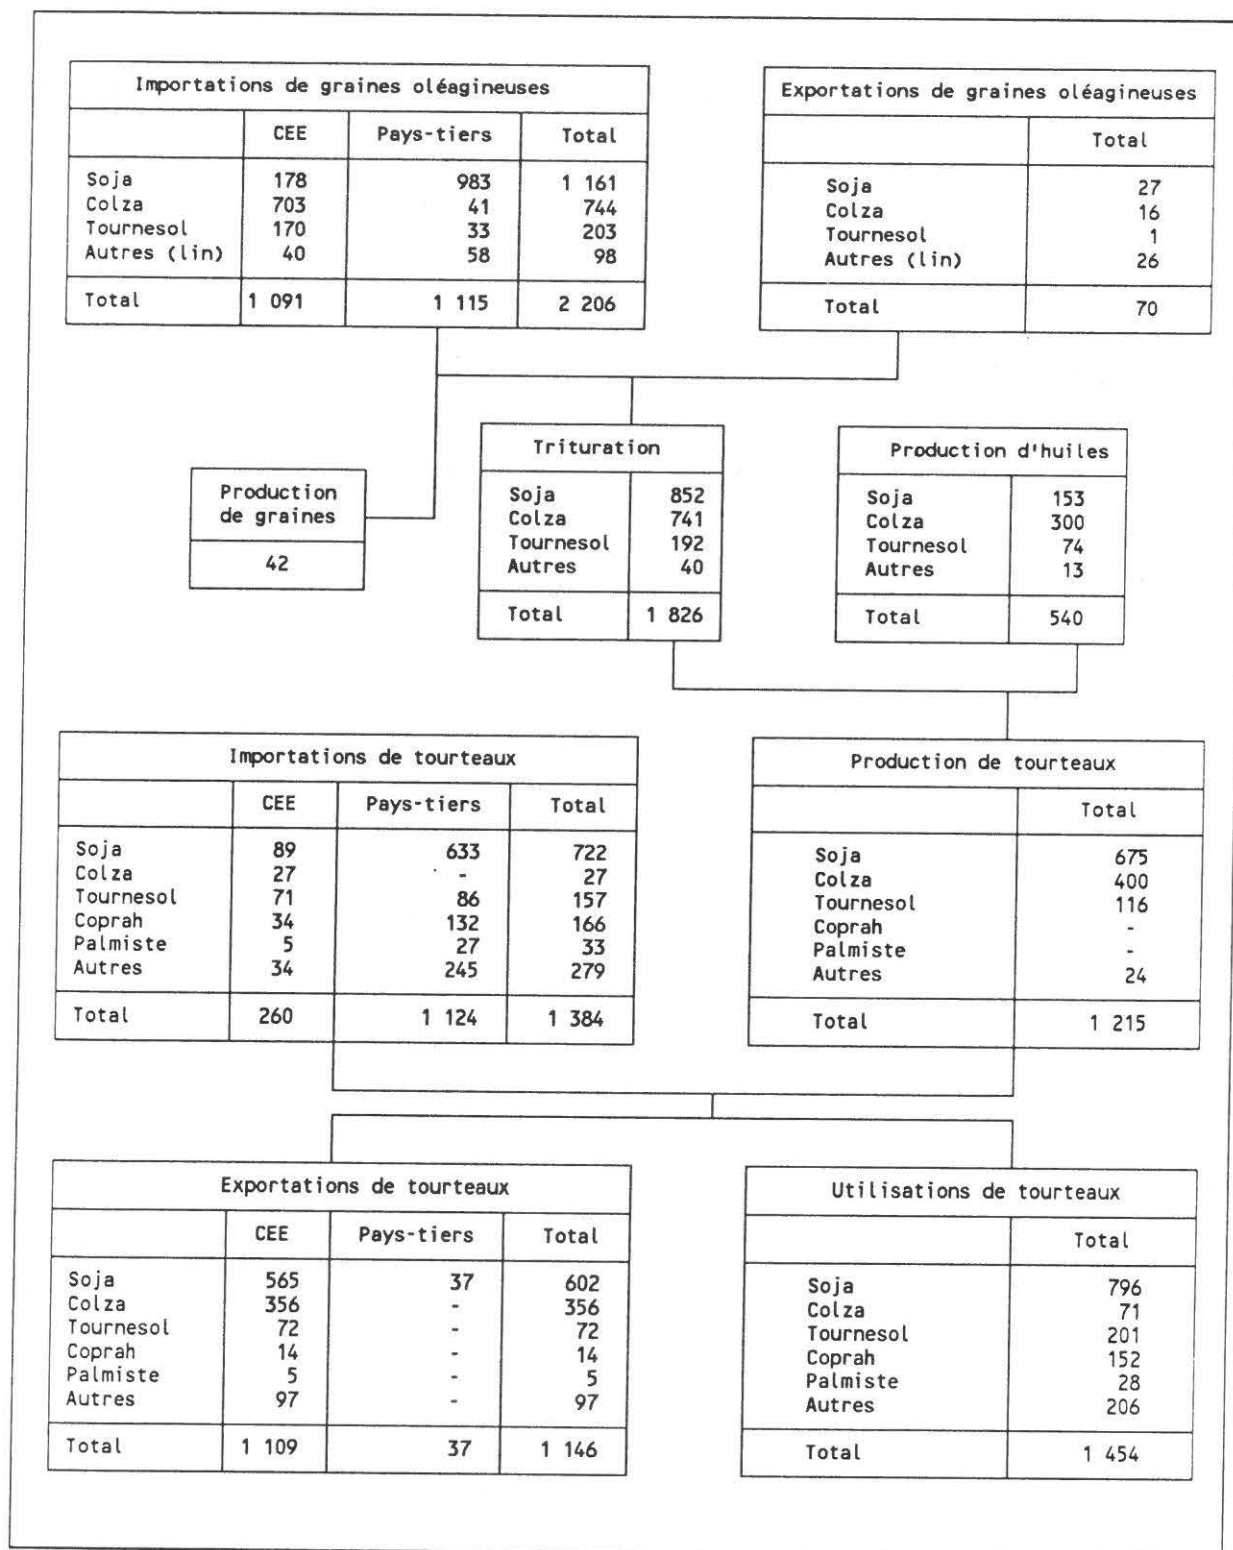 Importations de graines oléagineuses
CEE Pays-tiers Total
Soja 178 983 1 161
Colza 703 41 744
Tournesol 170 33 203
Autres (lin) 40 58 98
Total 1 091 1 115 2 206
Exportations de graines oléagineuses
Total
Soja 27
Colza 16
Tournesol 1
Autres (lin) 26
Total 70
Production
de graines
42
Trituration
Soja 852
Colza 741
Tournesol 192
Autres 40
Total 1 826
Production d'huiles
Soja 153
Colza 300
Tournesol 74
Autres 13
Total 540
Importations de tourteaux
CEE Pays-tiers Total
Soja 89 633 722
Colza 27 - 27
Tournesol 71 86 157
Coprah 34 132 166
Palmiste 5 27 33
Autres 34 245 279
Total 260 1 124 1 384
Production de tourteaux
Total
Soja 675
Colza 400
Tournesol 116
Coprah -
Palmiste -
Autres 24
Total 1 215
Exportations de tourteaux
CEE Pays-tiers Total
Soja 565 37 602
Colza 356 - 356
Tournesol 72 - 72
Coprah 14 - 14
Palmiste 5 - 5
Autres 97 - 97
Total 1 109 37 1 146
Utilisations de tourteaux
Total
Soja 796
Colza 71
Tournesol 201
Coprah 152
Palmiste 28
Autres 206
Total 1 454